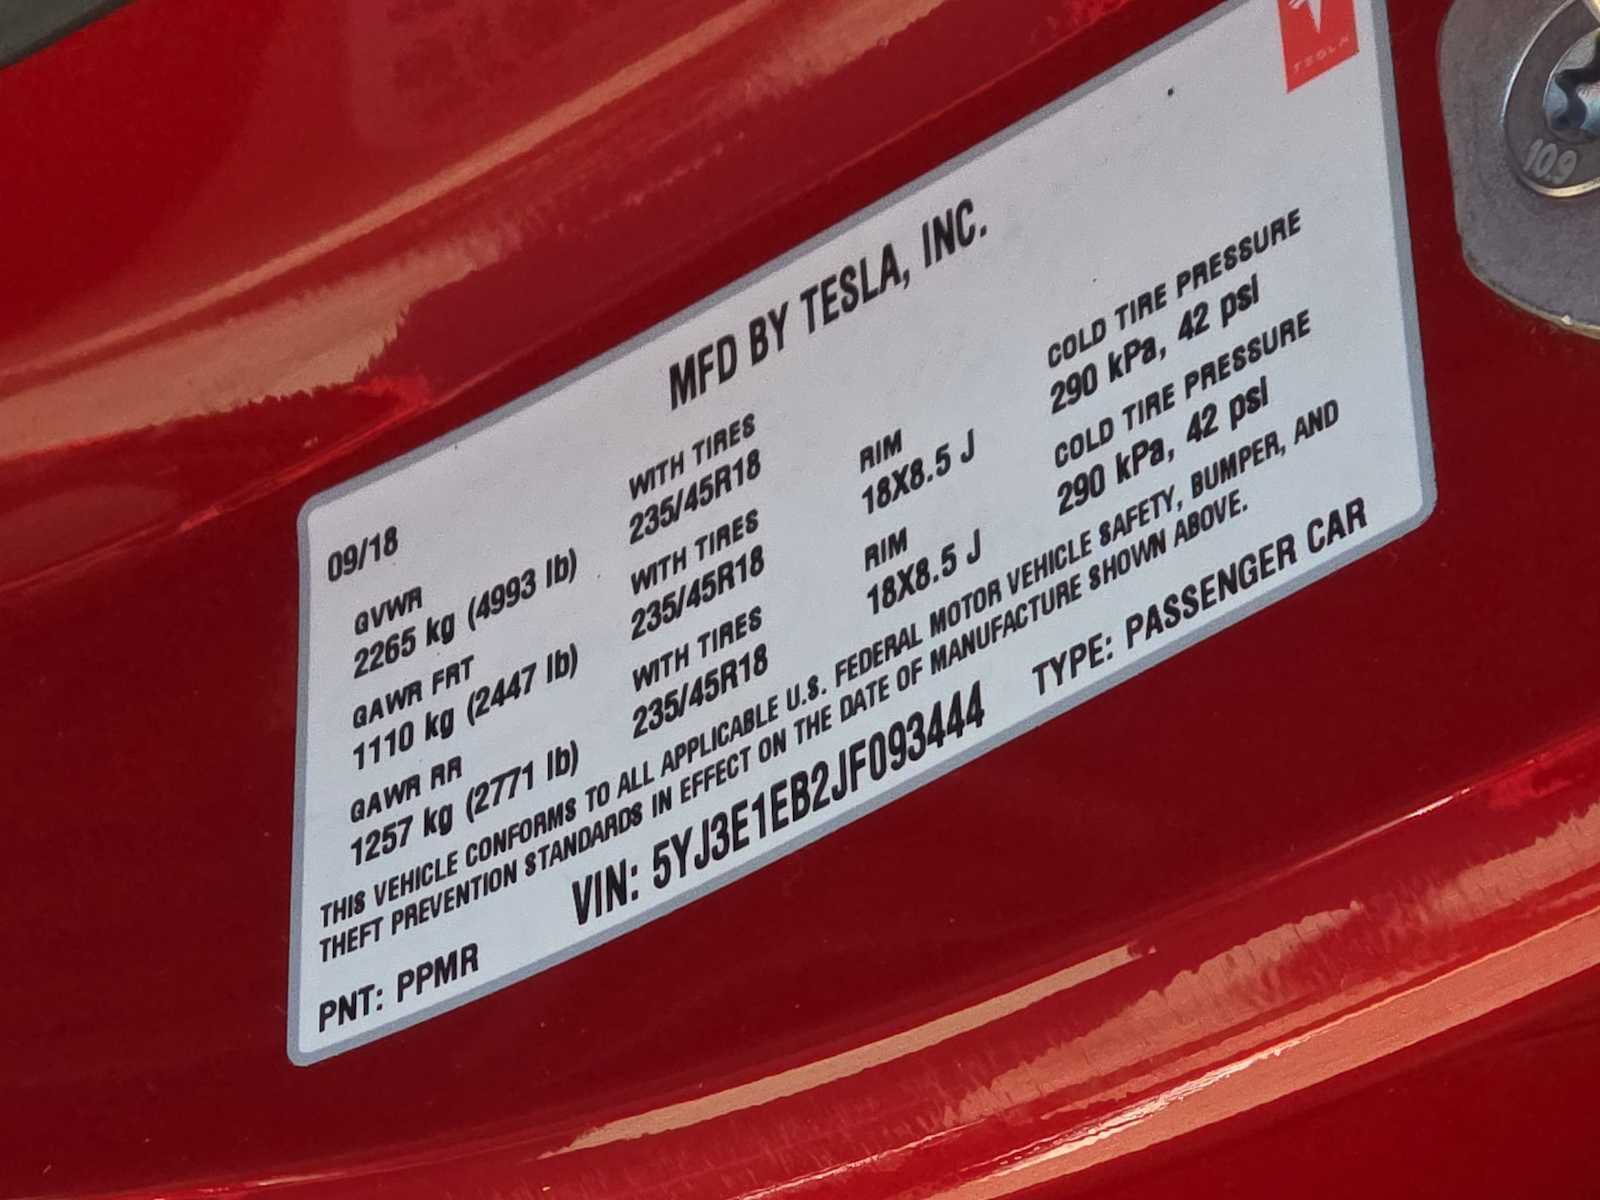 TESLA
MFD BY TESLA, INC.
09/18
GVWR WITH TIRES RIM COLD TIRE PRESSURE
2265 kg (4993 lb) 235/45R18 18X8.5 J 290 kPa, 42 psI
GAWR FRT WITH TIRES RIM COLD TIRE PRESSURE
1110 kg (2447 lb) 235/45R18 18X8.5 J 290 kPa, 42 psI
GAWR RR WITH TIRES
1257 kg (2771 lb) 235/45R18
THIS VEHICLE CONFORMS TO ALL APPLICABLE U.S. FEDERAL MOTOR VEHICLE SAFETY, BUMPER, AND
THEFT PREVENTION STANDARDS IN EFFECT ON THE DATE OF MANUFACTURE SHOWN ABOVE.
VIN: 5YJ3E1EB2JF093444 TYPE: PASSENGER CAR
PNT: PPMR
109